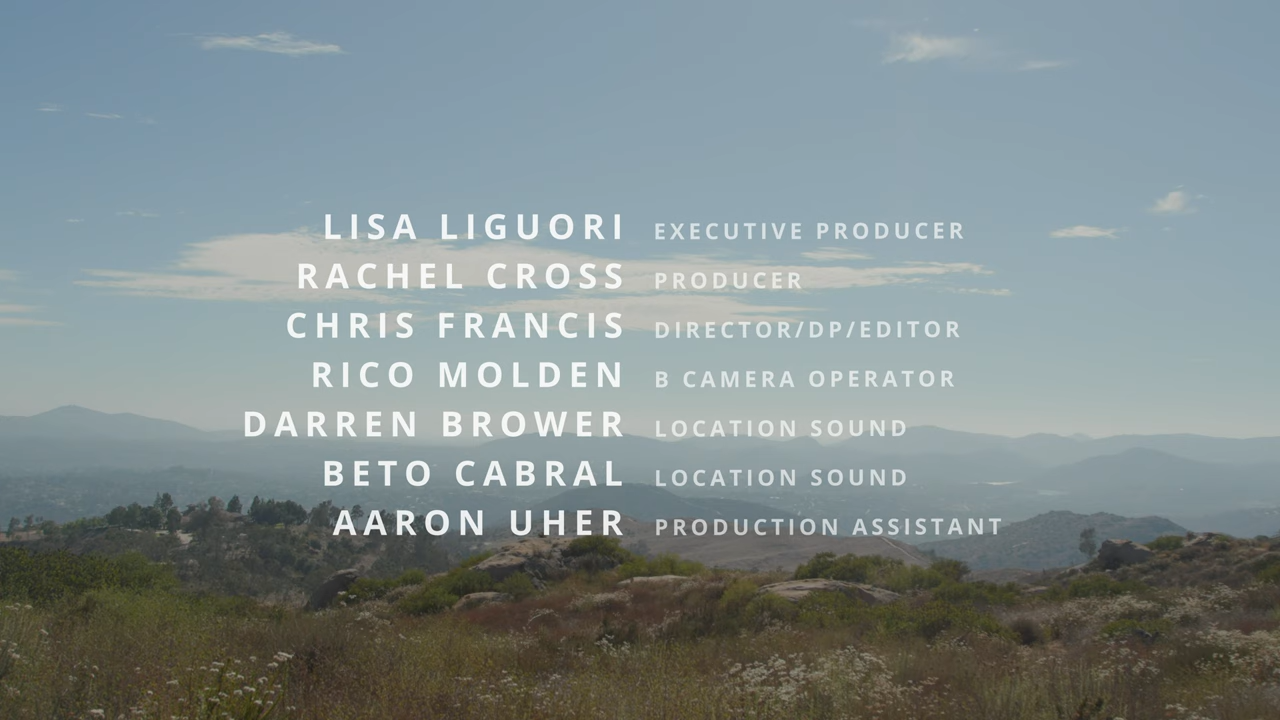 LISA LIGUORI EXECUTIVE PRODUCER
RACHEL CROSS PRODUCER
CHRIS FRANCIS DIRECTOR/DP/EDITOR
RICO MOLDEN B CAMERA OPERATOR
DARREN BROWER LOCATION SOUND
BETO CABRAL LOCATION SOUND
AARON UHER PRODUCTION ASSISTANT